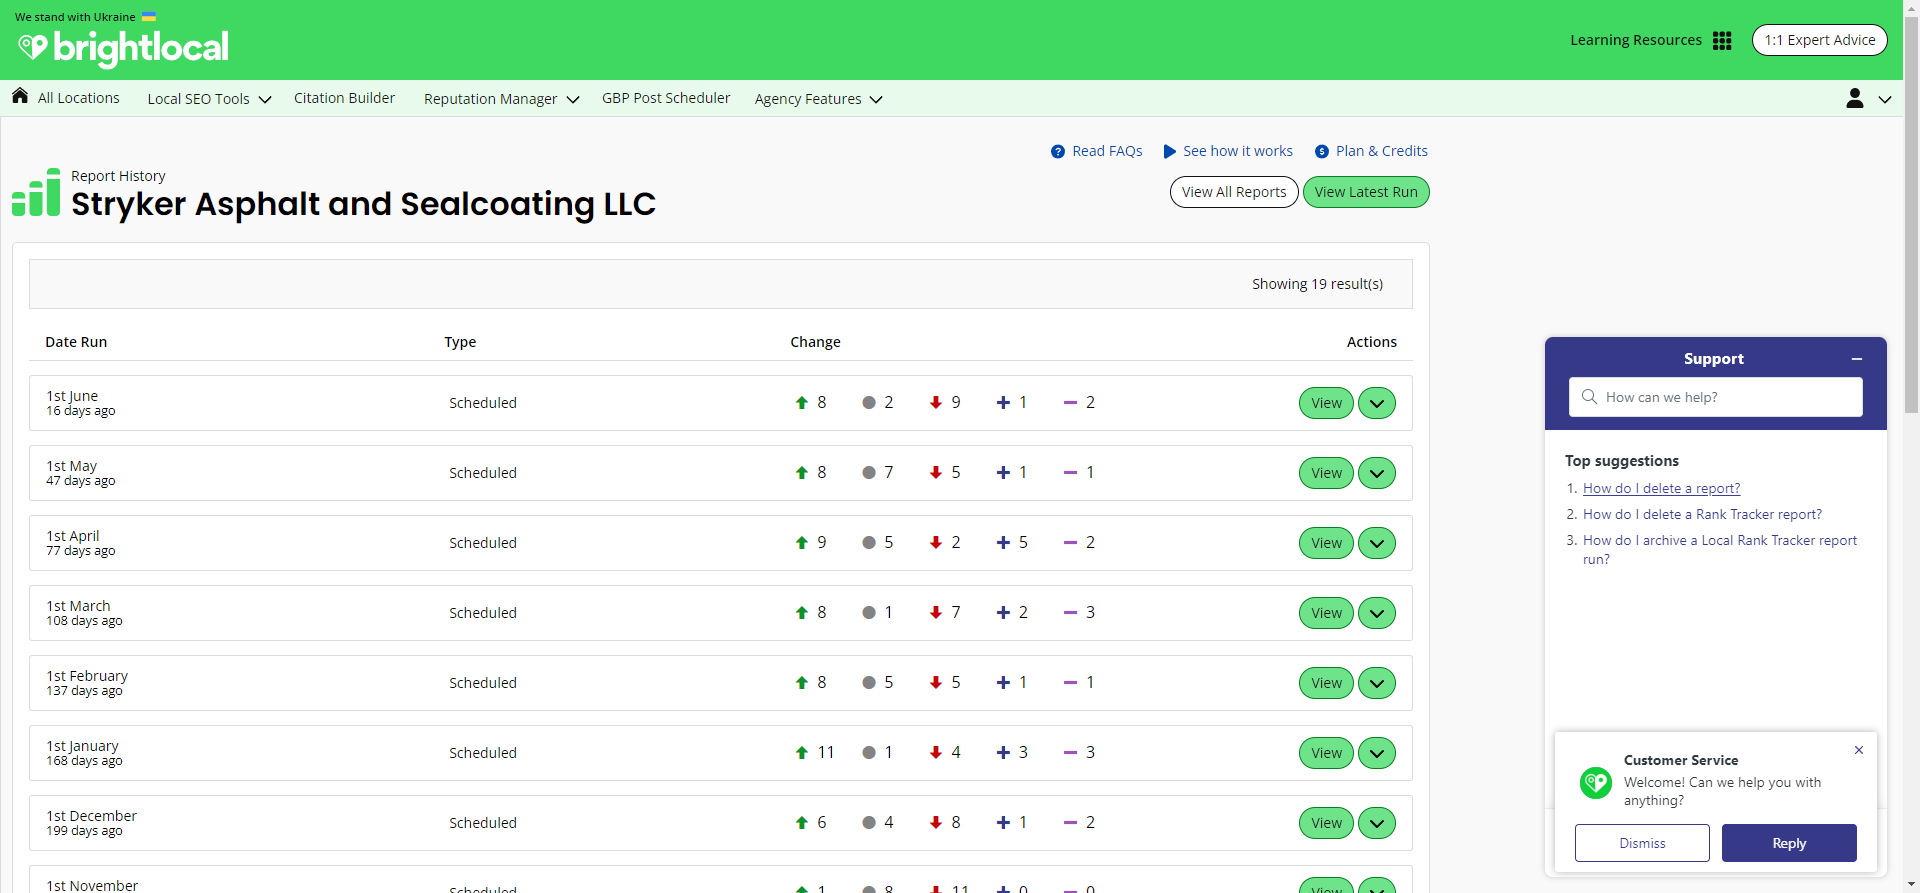 We stand with Ukraine
brightlocal
Learning Resources
1:1 Expert Advice
All Locations
Local SEO Tools
Citation Builder
Reputation Manager
GBP Post Scheduler
Agency Features
Read FAQs
See how it works
Plan & Credits
Report History
Stryker Asphalt and Sealcoating LLC
View All Reports
View Latest Run
Showing 19 result(s)
Date Run Type Change Actions
1st June
16 days ago
Scheduled 8 2 9 1 2 View
1st May
47 days ago
Scheduled 8 7 5 1 1 View
1st April
77 days ago
Scheduled 9 5 2 5 2 View
1st March
108 days ago
Scheduled 8 1 7 2 3 View
1st February
137 days ago
Scheduled 8 5 5 1 1 View
1st January
168 days ago
Scheduled 11 1 4 3 3 View
1st December
199 days ago
Scheduled 6 4 8 1 2 View
1st November
Scheduled 1 8 11 0 0 View
Support
How can we help?
Top suggestions
1. How do I delete a report?
2. How do I delete a Rank Tracker report?
3. How do I archive a Local Rank Tracker report
run?
Customer Service
Welcome! Can we help you with
anything?
Dismiss
Reply